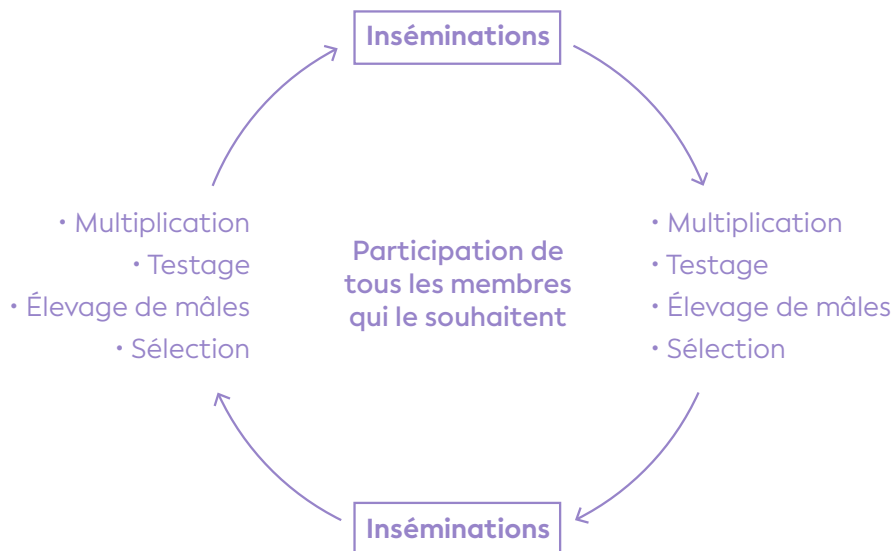 Inséminations
• Multiplication
• Testage
• Élevage de mâles
• Sélection
Participation de
tous les membres
qui le souhaitent
• Multiplication
• Testage
• Élevage de mâles
• Sélection
Inséminations